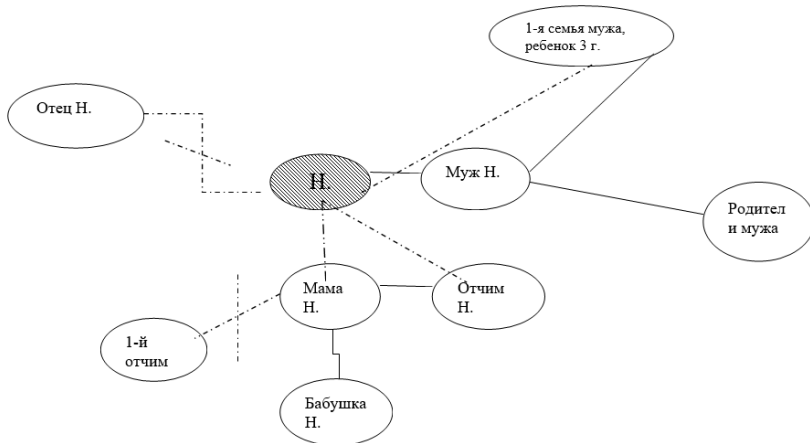 1-я семья мужа,
ребенок 3 г.
Отец Н.
Н.
Муж Н.
Родител
и мужа
Мама
Н.
Отчим
Н.
1-й
отчим
Бабушка
Н.